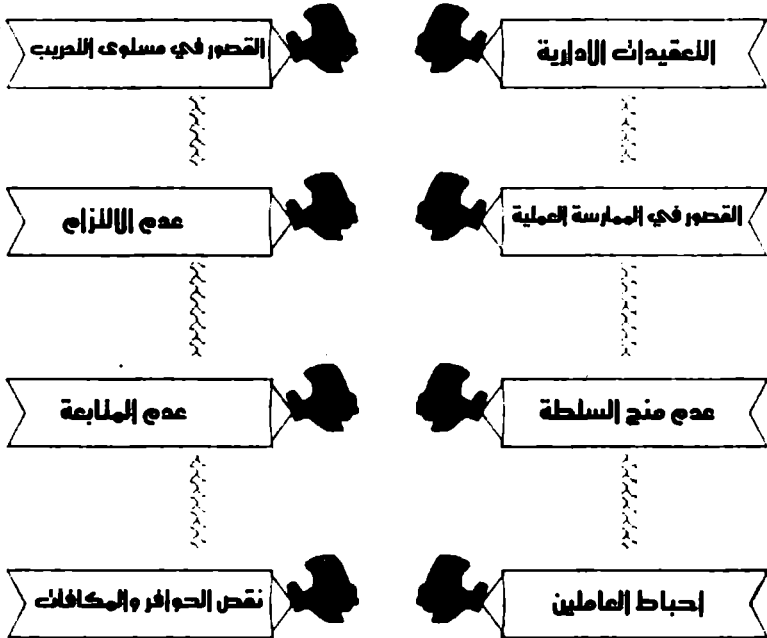 التعقيدات الادارية
القصور في مستوى التدريب
القصور في الممارسة العملية
عدم الالتزام
عدم منح السلطة
عدم المتابعة
احباط العاملين
نقص الحوافز والمكافات